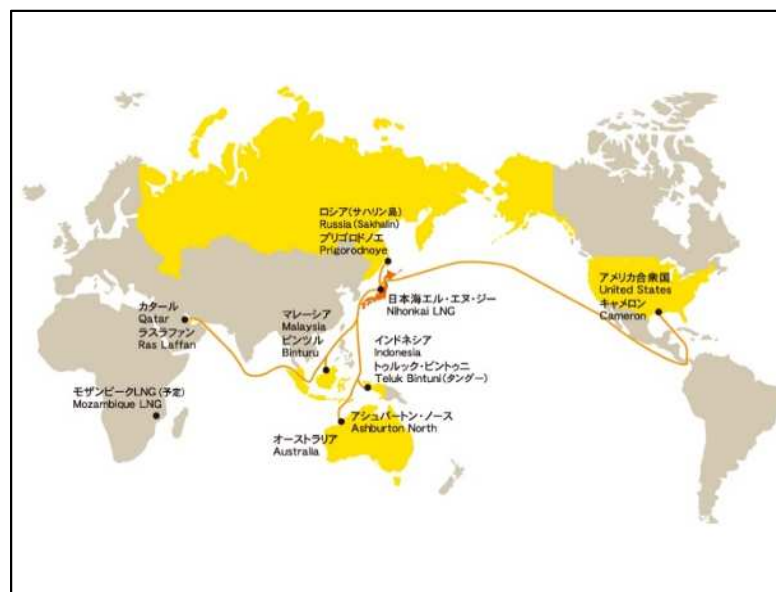 ロシア(サハリン島)
Russia(Sakhalin)
プリゴロドノエ
Prigorodnoye
アメリカ合衆国
United States
キャメロン
Cameron
日本海エル・エヌ・ジー
Nihonkai LNG
カタール
Qatar
ラスラファン
Ras Laffan
マレーシア
Malaysia
ビンツル
Binturu
インドネシア
Indonesia
トゥルック・ビントゥニ
Teluk Bintuni(タングー)
モザンビークLNG(予定)
Mozambique LNG
アシュバートン・ノース
Ashburton North
オーストラリア
Australia